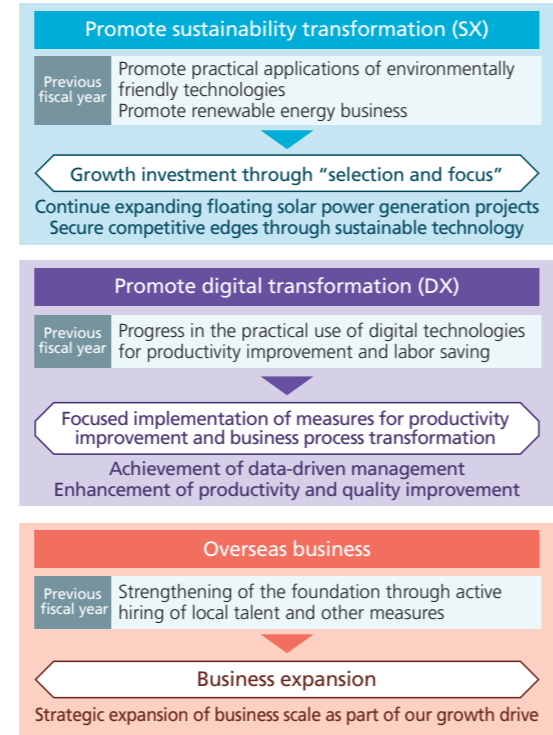 Promote sustainability transformation (SX)
Previous
fiscal year
Promote practical applications of environmentally
friendly technologies
Promote renewable energy business
Growth investment through “selection and focus”
Continue expanding floating solar power generation projects
Secure competitive edges through sustainable technology
Promote digital transformation (DX)
Previous
fiscal year
Progress in the practical use of digital technologies
for productivity improvement and labor saving
Focused implementation of measures for productivity
improvement and business process transformation
Achievement of data-driven management
Enhancement of productivity and quality improvement
Overseas business
Previous
fiscal year
Strengthening of the foundation through active
hiring of local talent and other measures
Business expansion
Strategic expansion of business scale as part of our growth drive